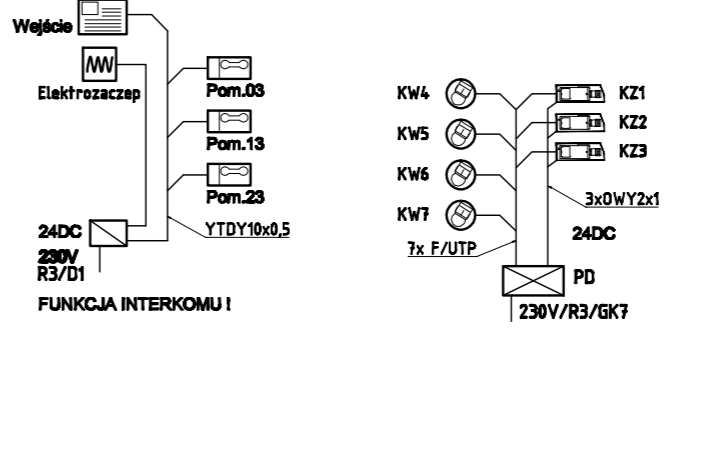 Wejście
Elektrozaczep
Pom.03
Pom.13
Pom.23
YTDY10x0,5
24DC
230V
R3/D1
FUNKCJA INTERKOMU !
KW4
KW5
KW6
KW7
KZ1
KZ2
KZ3
3xOWY2x1
24DC
7x F/UTP
PD
230V/R3/GK7